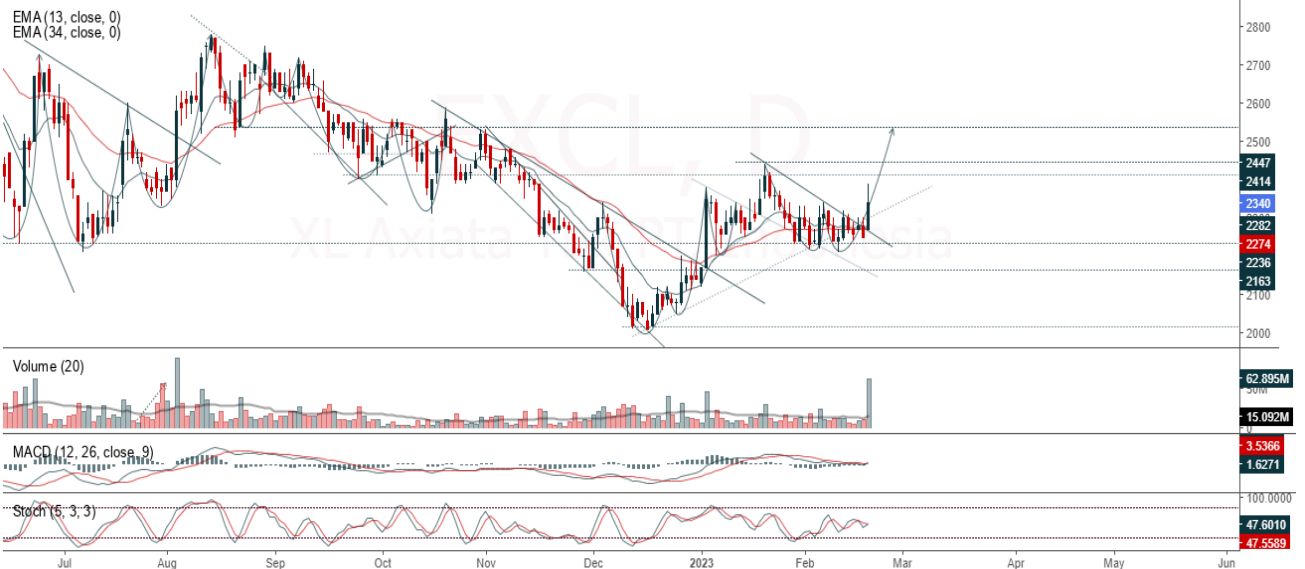 EMA (13, close, 0)
EMA (34, close, 0)
EXCL, D
XL Axiata
2800
2700
2600
2500
2447
2414
2340
2282
2274
2236
2163
2100
2000
Volume (20)
62.895M
15.092M
0
MACD (12, 26, close, 9)
3.5366
1.6271
Stoch (5, 3, 3)
100.0000
47.6010
47.5589
Jul Aug Sep Oct Nov Dec 2023 Feb Mar Apr May Jun